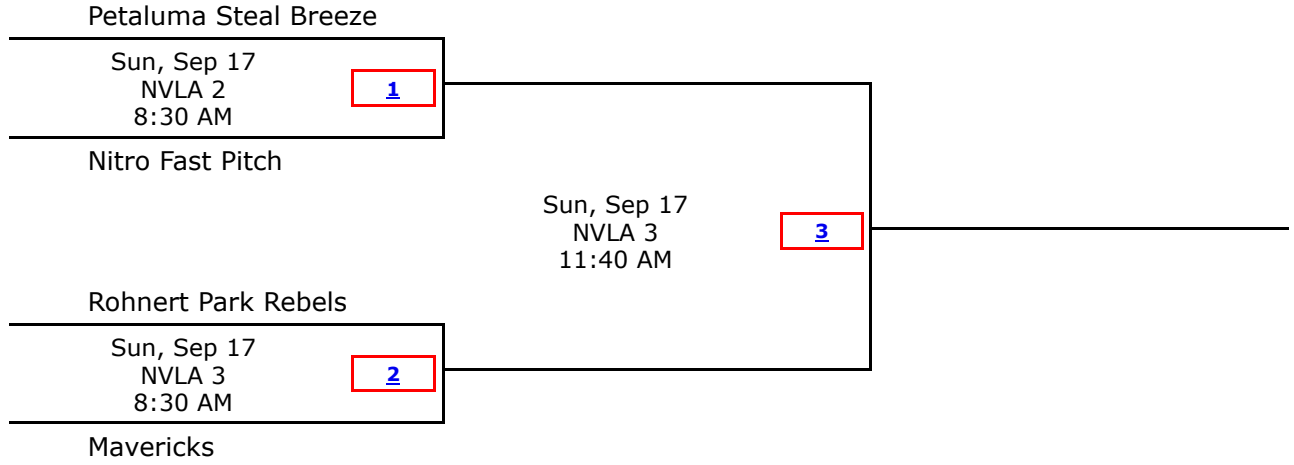 Petaluma Steal Breeze
Sun, Sep 17
NVLA 2
8:30 AM
1
Nitro Fast Pitch
Sun, Sep 17
NVLA 3
11:40 AM
3
Rohnert Park Rebels
Sun, Sep 17
NVLA 3
8:30 AM
2
Mavericks